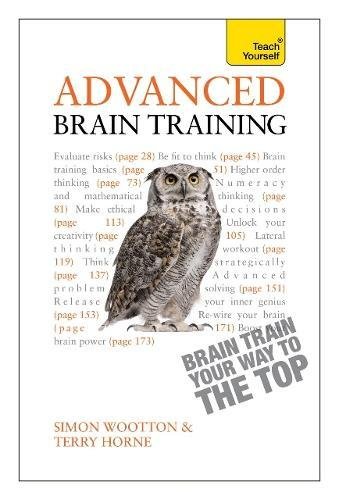 Teach
Yourself
ADVANCED
BRAIN TRAINING
Evaluate risks (page 28) Be fit to think (page 45) Brain
training basics (page 51) Higher order
thinking (page 73) Numeracy
and mathematical thinking (page
81) Make ethical decisions
(page 113) Unlock your
creativity (page 105) Lateral
thinking workout (page
119) Think strategically
(page 137) Advanced
problem solving (page 151)
Release your inner genius
(page 153) Re-wire your brain
(page 171) Boost your
brain power (page 173)
BRAIN TRAIN
YOUR WAY TO
THE TOP
SIMON WOOTTON &
TERRY HORNE